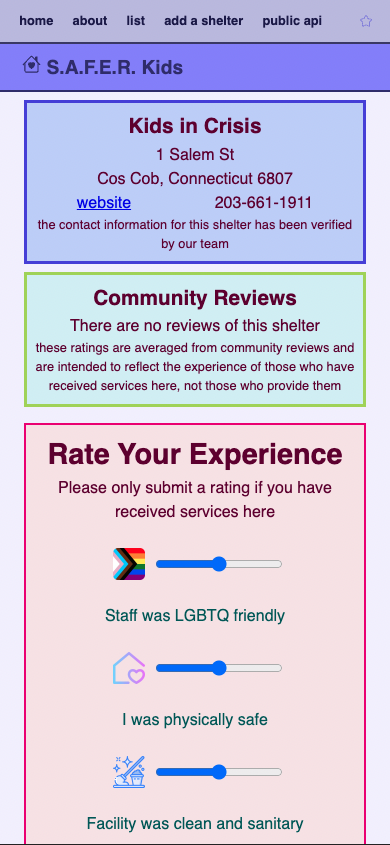 home about list add a shelter public api
S.A.F.E.R. Kids
Kids in Crisis
1 Salem St
Cos Cob, Connecticut 6807
website 203-661-1911
the contact information for this shelter has been verified
by our team
Community Reviews
There are no reviews of this shelter
these ratings are averaged from community reviews and
are intended to reflect the experience of those who have
received services here, not those who provide them
Rate Your Experience
Please only submit a rating if you have
received services here
Staff was LGBTQ friendly
I was physically safe
Facility was clean and sanitary